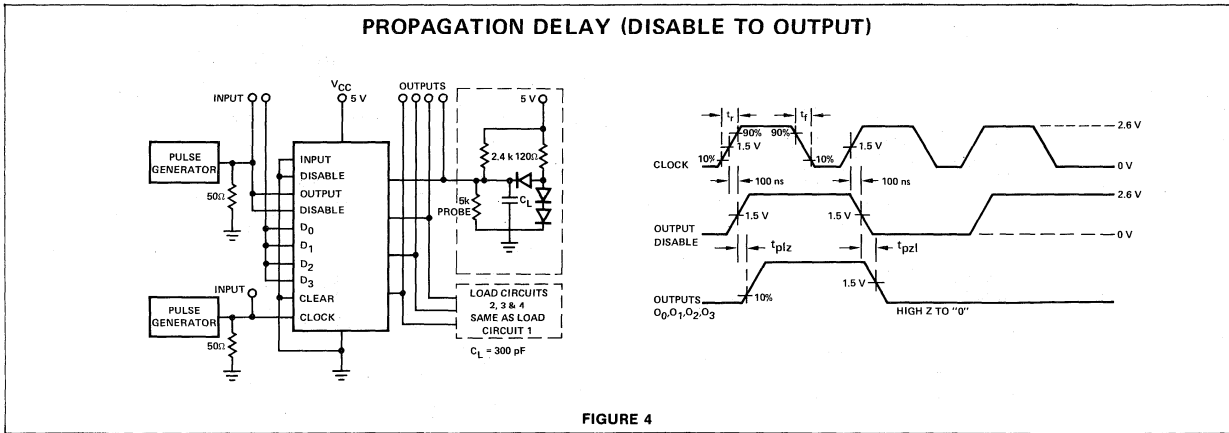 PROPAGATION DELAY (DISABLE TO OUTPUT)
INPUT
VCC
5 V
OUTPUTS
5 V
PULSE
GENERATOR
50Ω
INPUT
DISABLE
OUTPUT
DISABLE
D0
D1
D2
D3
CLEAR
CLOCK
2.4 k 120Ω
5k
PROBE
CL
INPUT
PULSE
GENERATOR
50Ω
LOAD CIRCUITS
2, 3 & 4
SAME AS LOAD
CIRCUIT 1
CL = 300 pF
tr
tf
90%
90%
2.6 V
1.5 V
1.5 V
10%
10%
CLOCK
0 V
100 ns
100 ns
2.6 V
1.5 V
1.5 V
OUTPUT
DISABLE
0 V
tplz
tpzl
1.5 V
10%
OUTPUTS
O0,O1,O2,O3
HIGH Z TO "0"
FIGURE 4